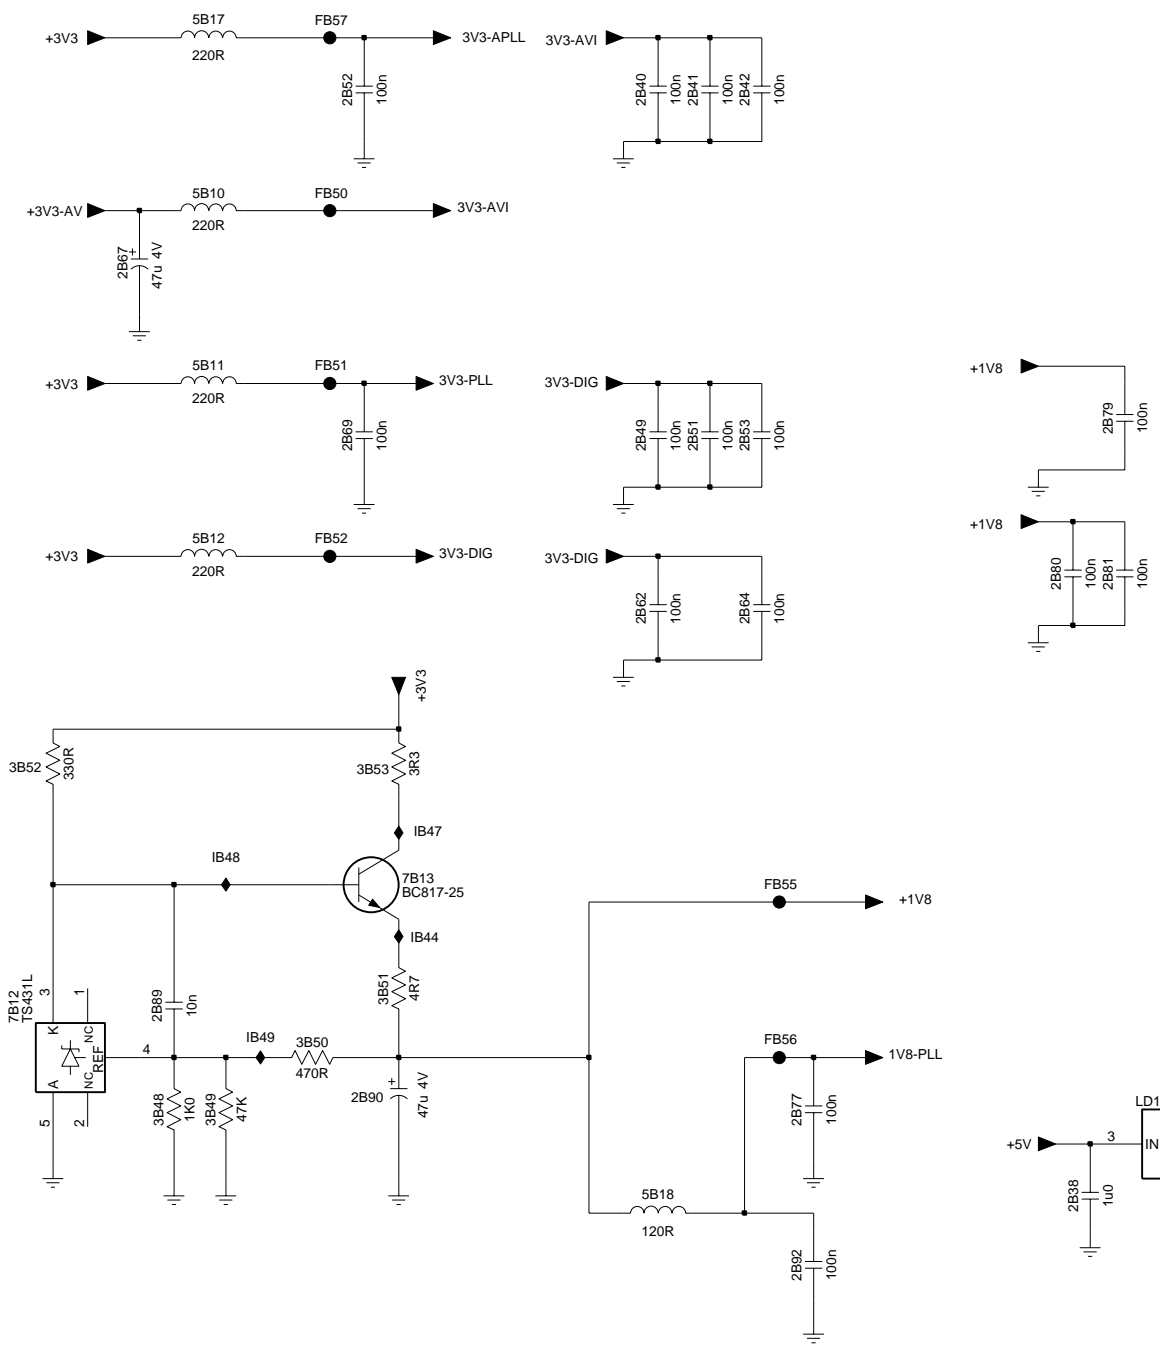 +3V3
5B17
220R
FB57
2B52
100n
3V3-APLL
3V3-AVI
2B40
100n
2B41
100n
2B42
100n
+3V3-AV
2B67
+
47u 4V
5B10
220R
FB50
3V3-AVI
+3V3
5B11
220R
FB51
2B69
100n
3V3-PLL
3V3-DIG
2B49
100n
2B51
100n
2B53
100n
+1V8
2B79
100n
+3V3
5B12
220R
FB52
3V3-DIG
3V3-DIG
2B62
100n
2B64
100n
+1V8
2B80
100n
2B81
100n
+3V3
3B52
330R
3B53
3R3
IB47
IB48
7B13
BC817-25
IB44
3B51
4R7
7B12
TS431L
3
1
K
NC
REF
A
NC
4
5
2
2B89
10n
IB49
3B50
470R
3B48
1K0
3B49
47K
2B90
+
47u 4V
FB55
+1V8
FB56
1V8-PLL
2B77
100n
5B18
120R
2B92
100n
+5V
3
2B38
1u0
LD1
IN